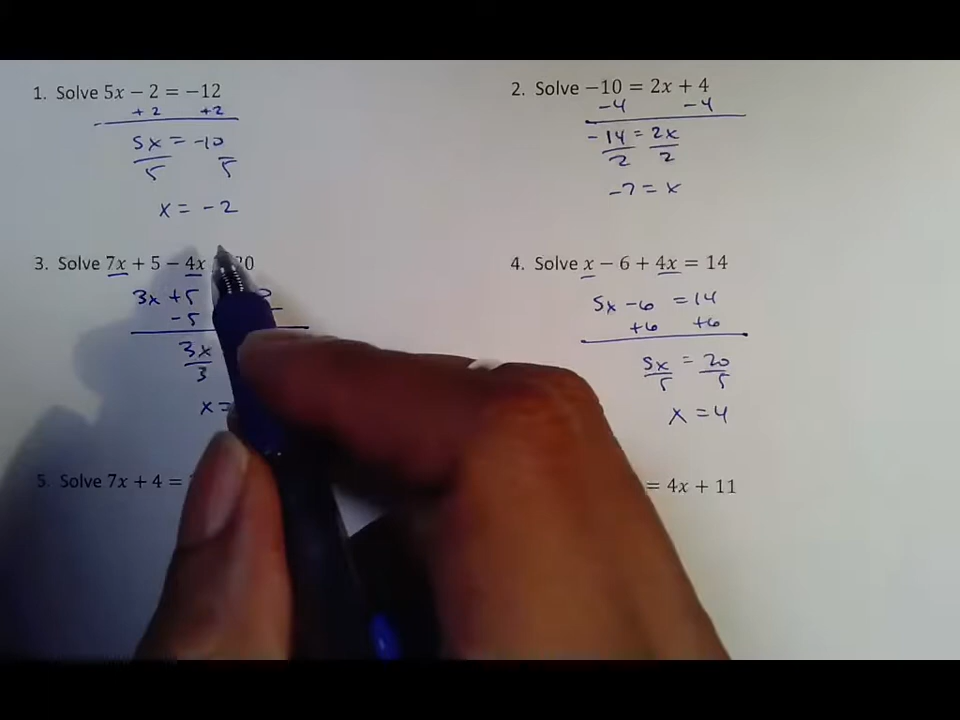 1. Solve 5x − 2 = −12
+2 +2
5x = -10
5 5
x = -2
2. Solve −10 = 2x + 4
-4 -4
-14 = 2x
2 2
-7 = x
3. Solve 7x + 5 − 4x 20
3x + 5
-5
3x
3
x =
4. Solve x − 6 + 4x = 14
5x - 6 = 14
+6 +6
5x = 20
5 5
x = 4
5. Solve 7x + 4 =
= 4x + 11